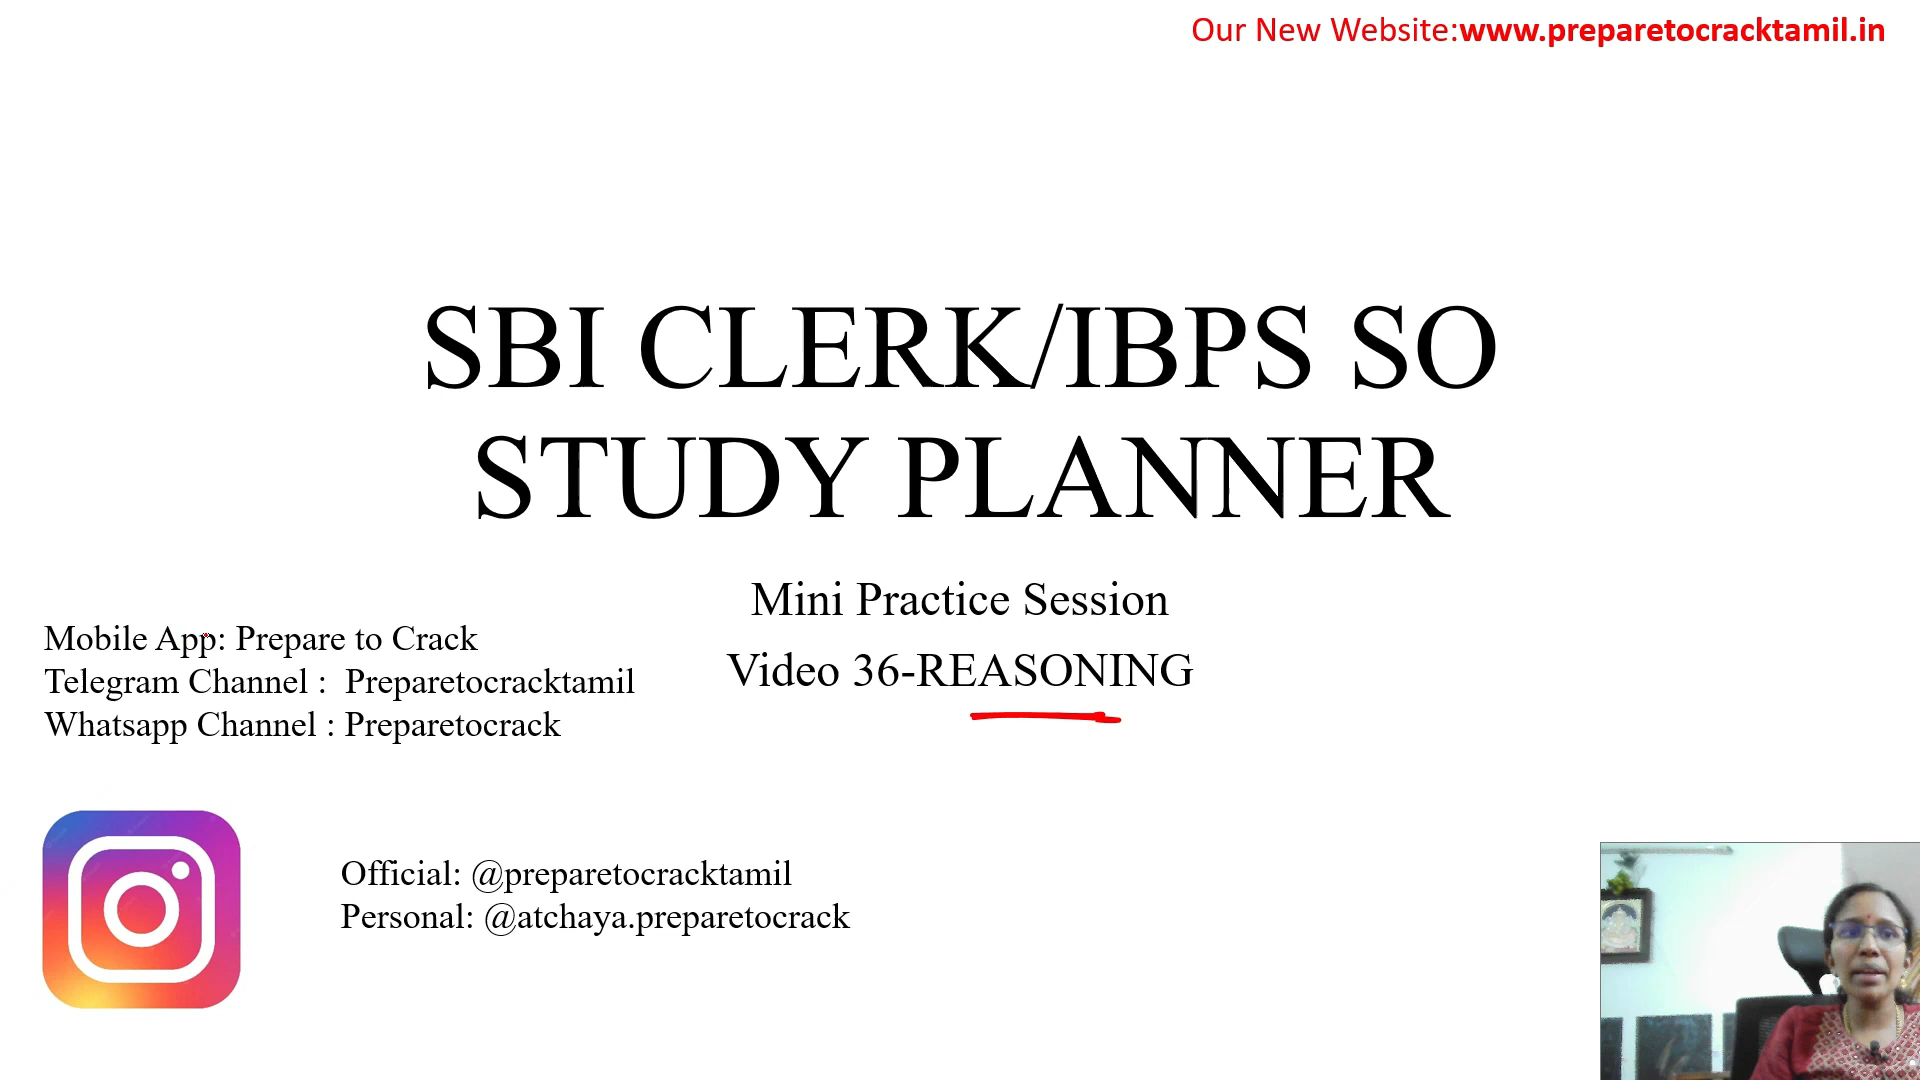 Our New Website:www.preparetocracktamil.in
SBI CLERK/IBPS SO
STUDY PLANNER
Mini Practice Session
Video 36-REASONING
Mobile App: Prepare to Crack
Telegram Channel : Preparetocracktamil
Whatsapp Channel : Preparetocrack
Official: @preparetocracktamil
Personal: @atchaya.preparetocrack